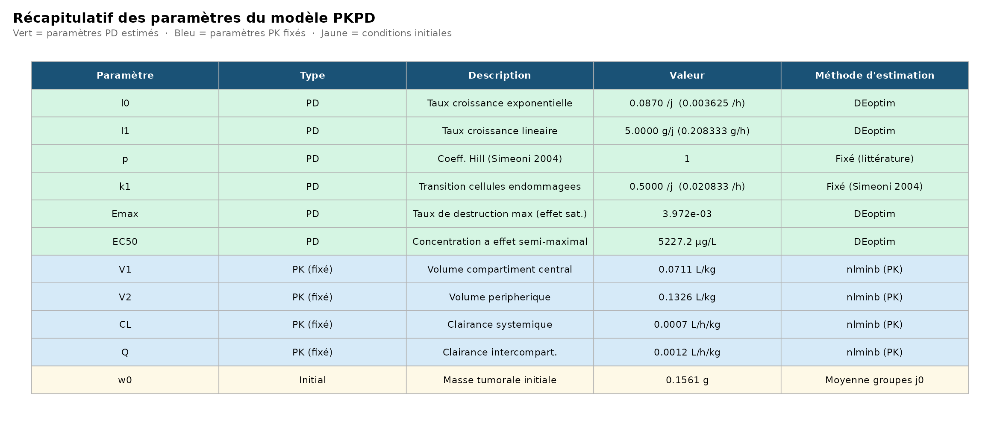 Récapitulatif des paramètres du modèle PKPD
Vert = paramètres PD estimés · Bleu = paramètres PK fixés · Jaune = conditions initiales
Paramètre Type Description Valeur Méthode d'estimation
l0 PD Taux croissance exponentielle 0.0870 /j (0.003625 /h) DEoptim
l1 PD Taux croissance lineaire 5.0000 g/j (0.208333 g/h) DEoptim
p PD Coeff. Hill (Simeoni 2004) 1 Fixé (littérature)
k1 PD Transition cellules endommagees 0.5000 /j (0.020833 /h) Fixé (Simeoni 2004)
Emax PD Taux de destruction max (effet sat.) 3.972e-03 DEoptim
EC50 PD Concentration a effet semi-maximal 5227.2 µg/L DEoptim
V1 PK (fixé) Volume compartiment central 0.0711 L/kg nlminb (PK)
V2 PK (fixé) Volume peripherique 0.1326 L/kg nlminb (PK)
CL PK (fixé) Clairance systemique 0.0007 L/h/kg nlminb (PK)
Q PK (fixé) Clairance intercompart. 0.0012 L/h/kg nlminb (PK)
w0 Initial Masse tumorale initiale 0.1561 g Moyenne groupes j0